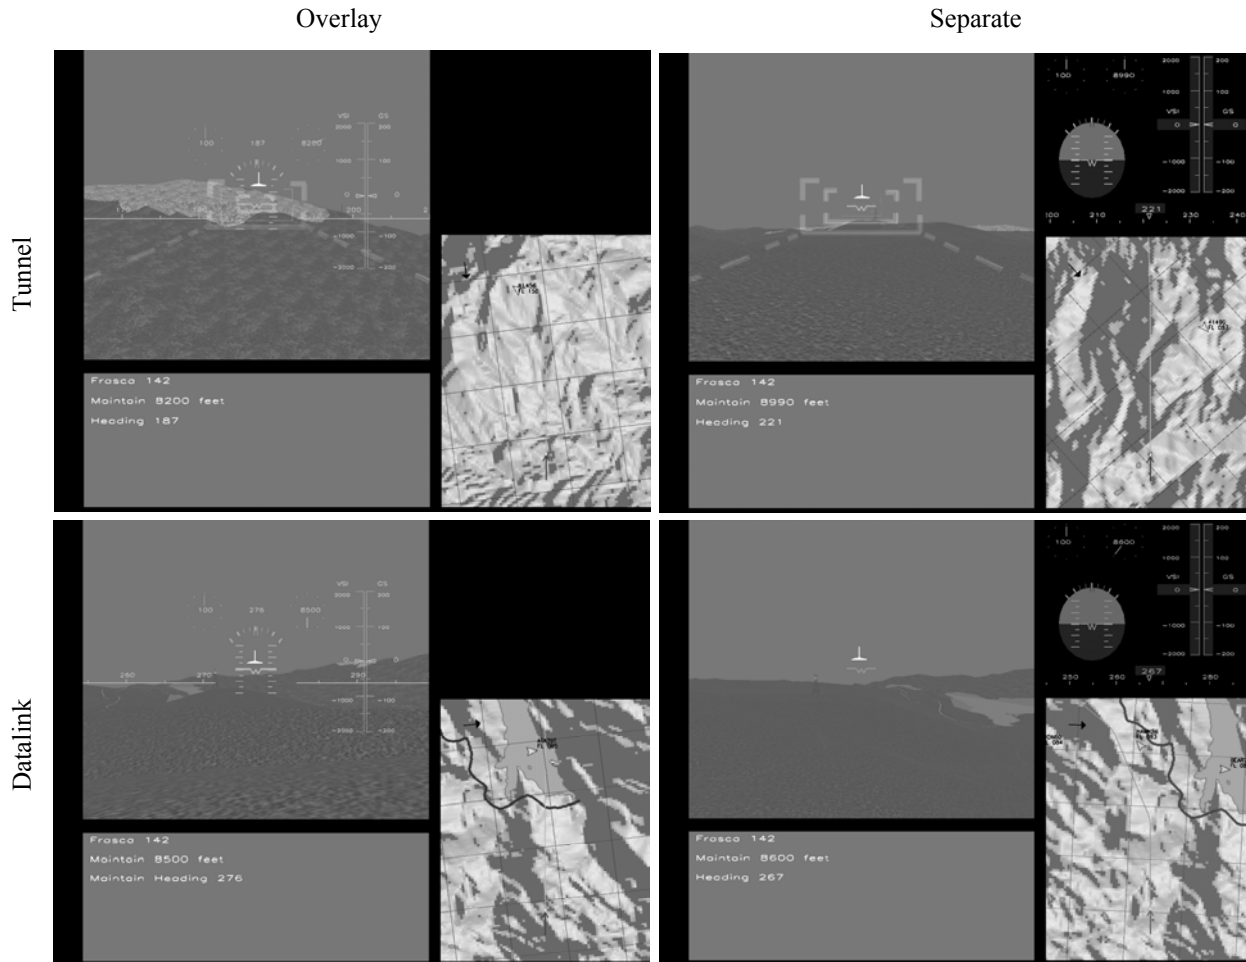 Overlay
Separate
Tunnel
VSI GS
2000 200
100 187 8200
1000 100
0 0
200
-1000 -100
-2000 -200
FL
Frasca 142
Maintain 8200 feet
Heading 187
100 8990
2000 200
1000 100
VSI GS
0 0
-1000 -100
-2000 -200
221
210 230 240
FL
Frasca 142
Maintain 8990 feet
Heading 221
Datalink
VSI GS
2000 200
100 276 8500
1000 100
0 0
260 270 290
-1000 -100
-2000 -200
FL
Frasca 142
Maintain 8500 feet
Maintain Heading 276
100 8600
2000 200
1000 100
VSI GS
0 0
-1000 -100
-2000 -200
267
250 260 280
FL
Frasca 142
Maintain 8600 feet
Heading 267